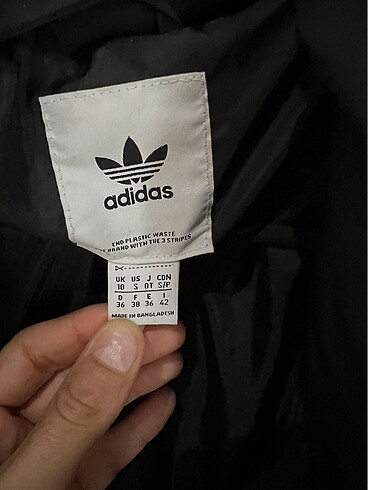 adidas
END PLASTIC WASTE
BRAND WITH THE 3 STRIPES
UK US J CON
10 S OT S/P
D F E I
36 38 36 42
MADE IN BANGLADESH